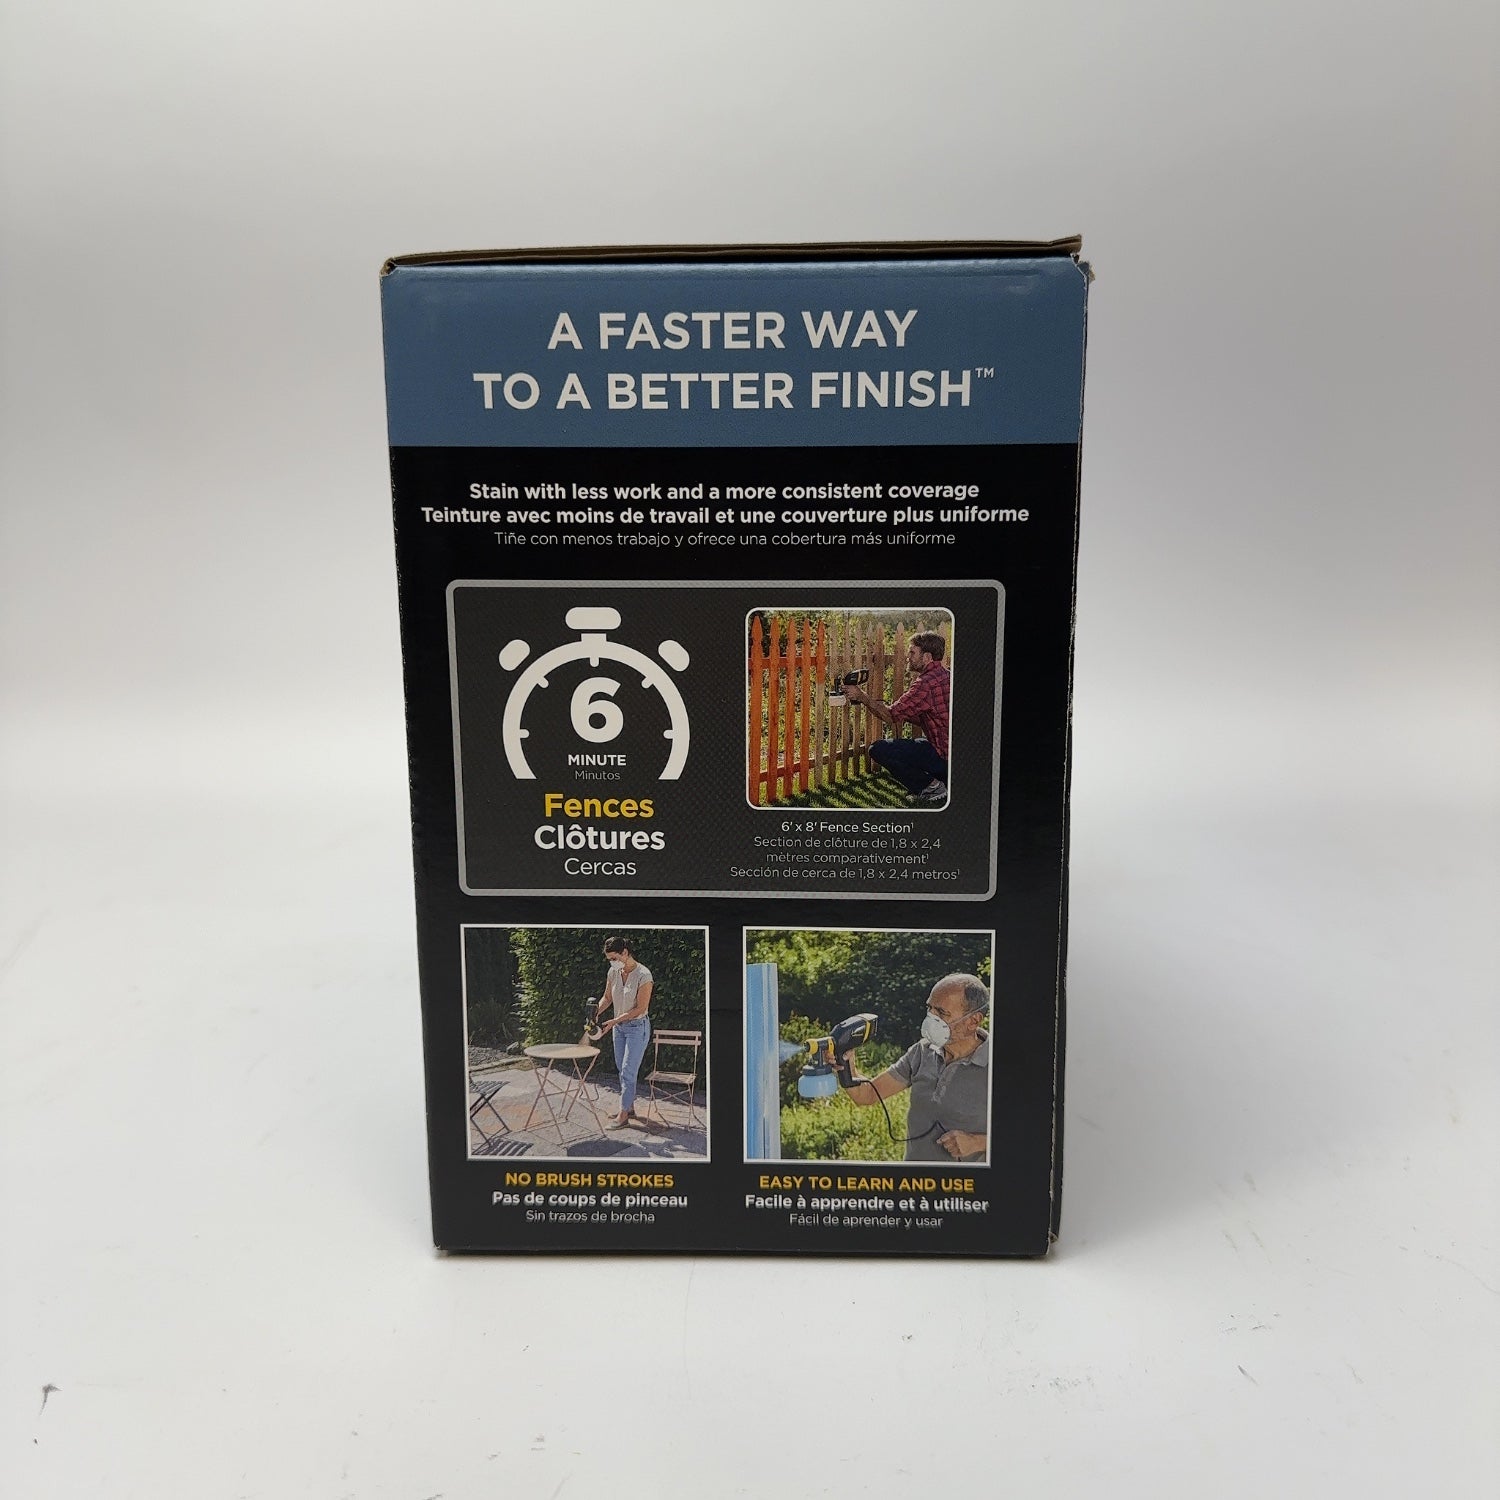 A FASTER WAY
TO A BETTER FINISH™
Stain with less work and a more consistent coverage
Teinture avec moins de travail et une couverture plus uniforme
Tiñe con menos trabajo y ofrece una cobertura más uniforme
6
MINUTE
Minutos
Fences
Clôtures
Cercas
6' x 8' Fence Section¹
Section de clôture de 1,8 x 2,4
mètres comparativement¹
Sección de cerca de 1,8 x 2,4 metros¹
NO BRUSH STROKES
Pas de coups de pinceau
Sin trazos de brocha
EASY TO LEARN AND USE
Facile à apprendre et à utiliser
Fácil de aprender y usar